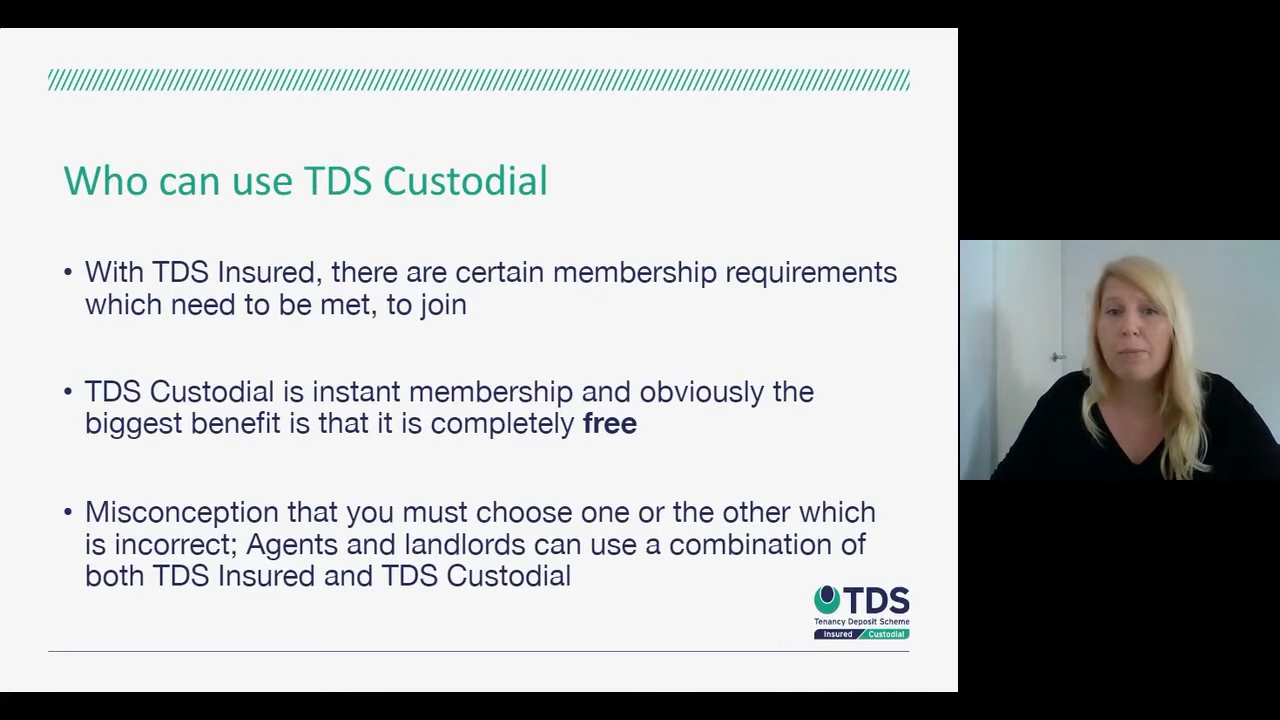 Who can use TDS Custodial
• With TDS Insured, there are certain membership requirements
which need to be met, to join
• TDS Custodial is instant membership and obviously the
biggest benefit is that it is completely free
• Misconception that you must choose one or the other which
is incorrect; Agents and landlords can use a combination of
both TDS Insured and TDS Custodial
TDS
Tenancy Deposit Scheme
Insured Custodial